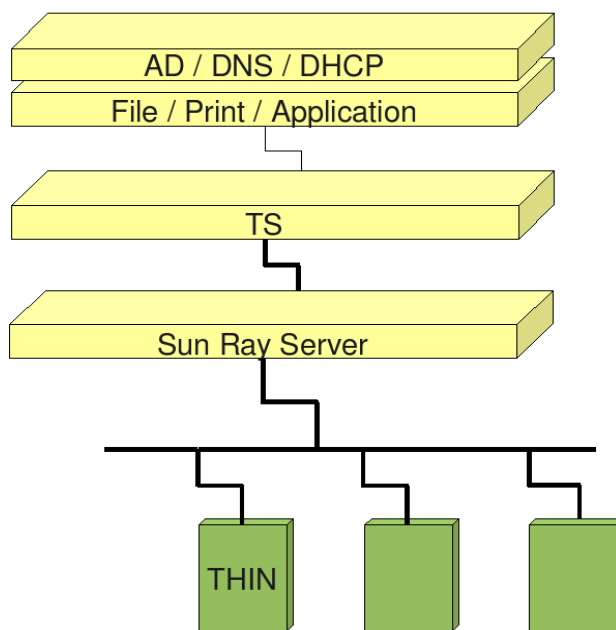 AD / DNS / DHCP
File / Print / Application
TS
Sun Ray Server
THIN